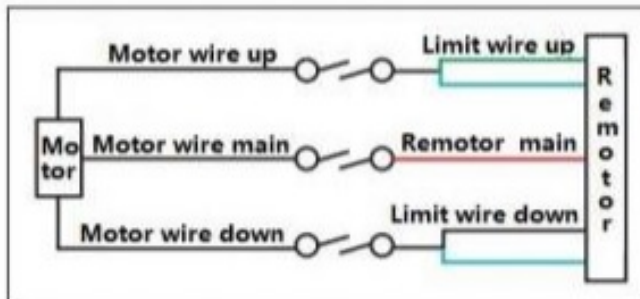 Motor wire up
Limit wire up
Mo
tor
Motor wire main
Remotor main
Motor wire down
Limit wire down
Remotor